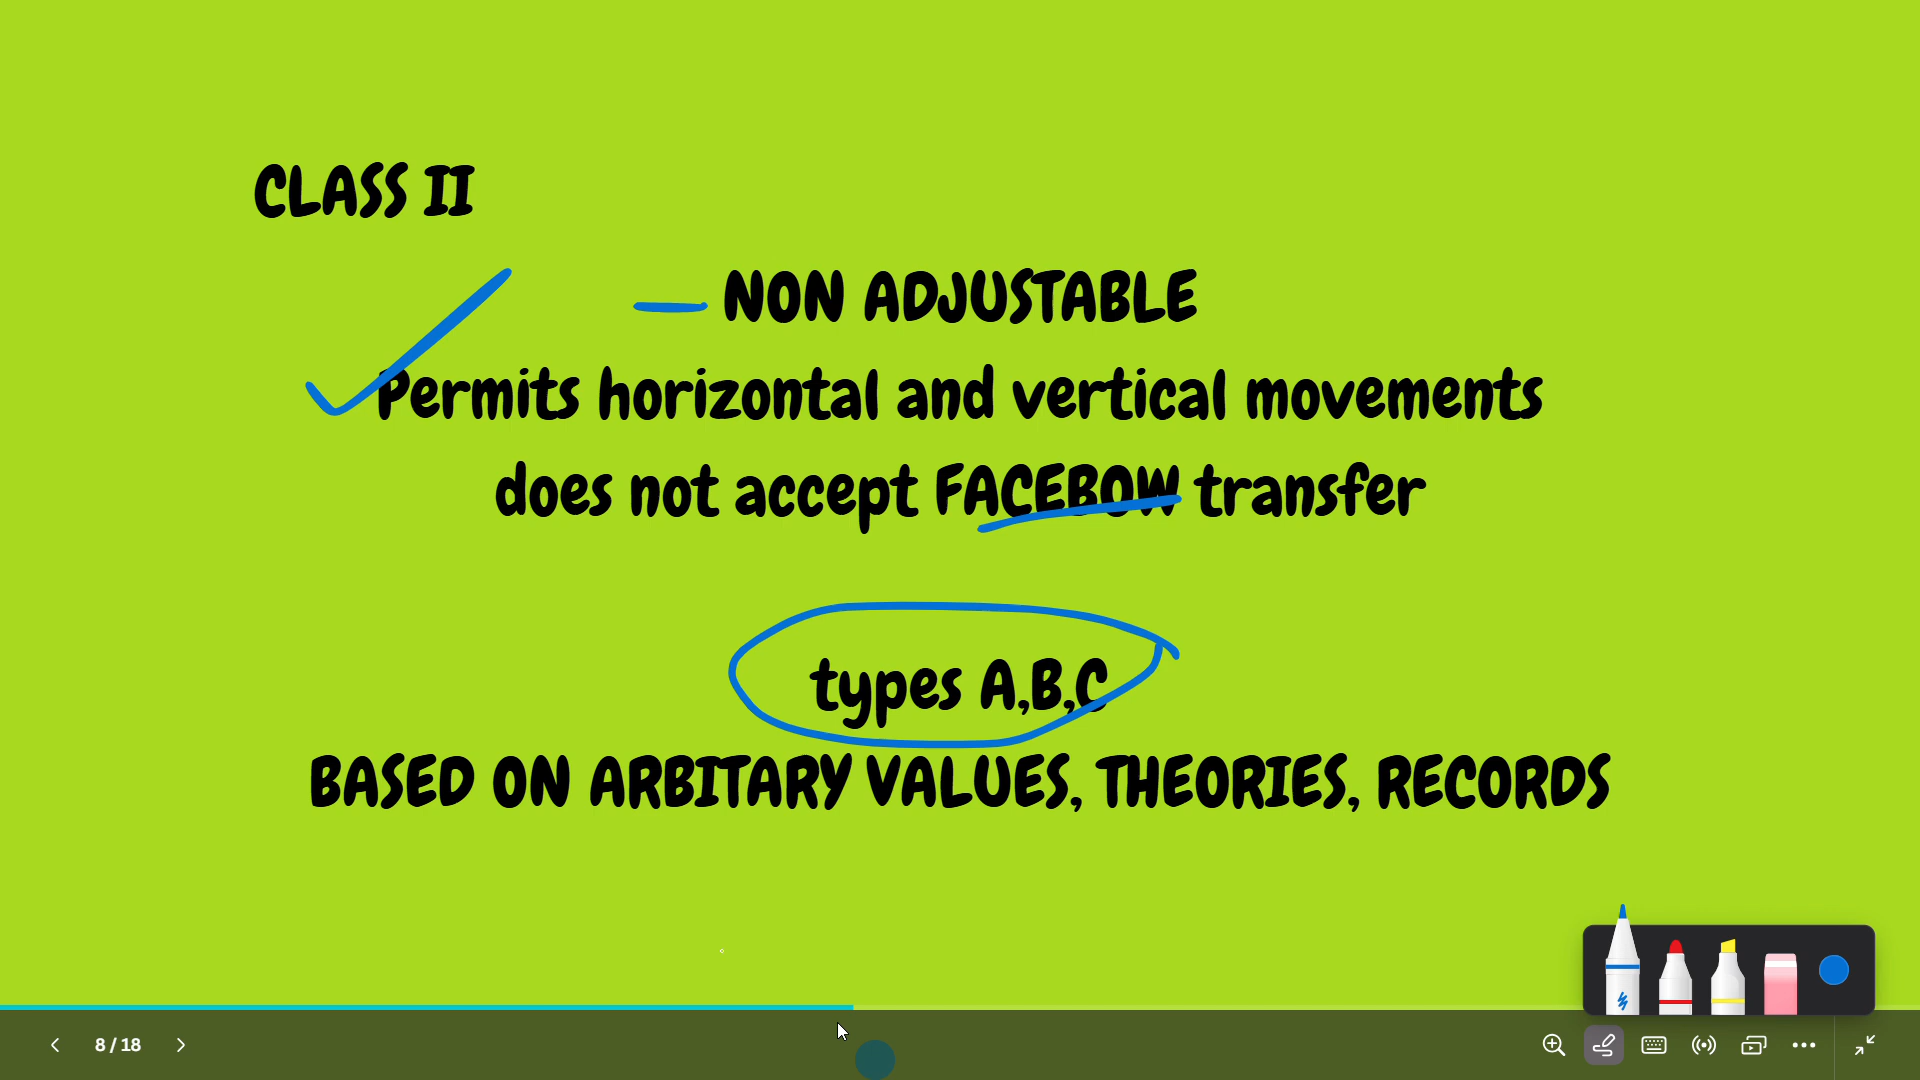 CLASS II
NON ADJUSTABLE
Permits horizontal and vertical movements
does not accept FACEBOW transfer
types A,B,C
BASED ON ARBITARY VALUES, THEORIES, RECORDS
8 / 18